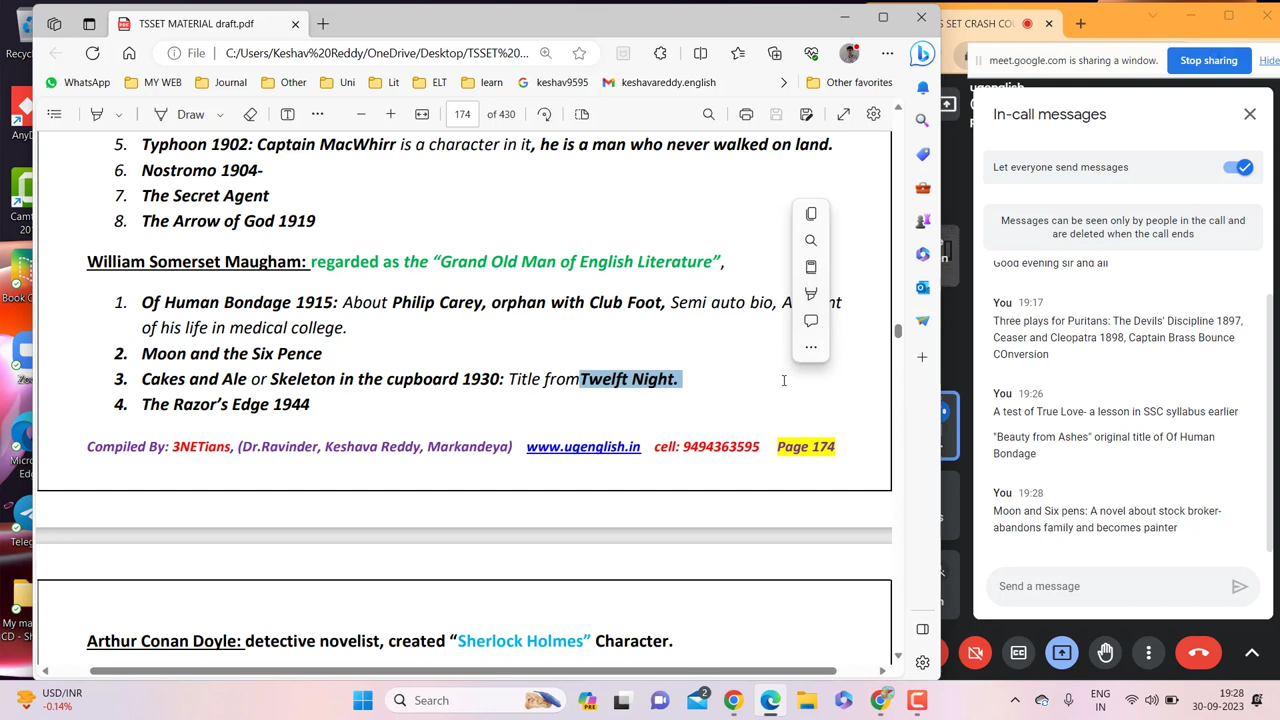 TSSET MATERIAL draft.pdf
S SET CRASH COU
File
C:/Users/Keshav%20Reddy/OneDrive/Desktop/TSSET%20...
meet.google.com is sharing a window.
Stop sharing
Hide
WhatsApp
MY WEB
Journal
Other
Uni
Lit
ELT
learn
keshav9595
keshavareddy.english
Other favorites
Draw
174
of 430
5. Typhoon 1902: Captain MacWhirr is a character in it, he is a man who never walked on land.
6. Nostromo 1904-
7. The Secret Agent
8. The Arrow of God 1919
William Somerset Maugham: regarded as the “Grand Old Man of English Literature”,
1. Of Human Bondage 1915: About Philip Carey, orphan with Club Foot, Semi auto bio, A nt
of his life in medical college.
2. Moon and the Six Pence
3. Cakes and Ale or Skeleton in the cupboard 1930: Title fromTwelft Night.
4. The Razor’s Edge 1944
Compiled By: 3NETians, (Dr.Ravinder, Keshava Reddy, Markandeya) www.ugenglish.in cell: 9494363595 Page 174
Arthur Conan Doyle: detective novelist, created “Sherlock Holmes” Character.
ugenglish
In-call messages
Let everyone send messages
Messages can be seen only by people in the call and
are deleted when the call ends
Good evening sir and all
You 19:17
Three plays for Puritans: The Devils' Discipline 1897,
Ceaser and Cleopatra 1898, Captain Brass Bounce
COnversion
You 19:26
A test of True Love- a lesson in SSC syllabus earlier
"Beauty from Ashes" original title of Of Human
Bondage
You 19:28
Moon and Six pens: A novel about stock broker-
abandons family and becomes painter
Send a message
USD/INR
-0.14%
Search
2
ENG
IN
19:28
30-09-2023